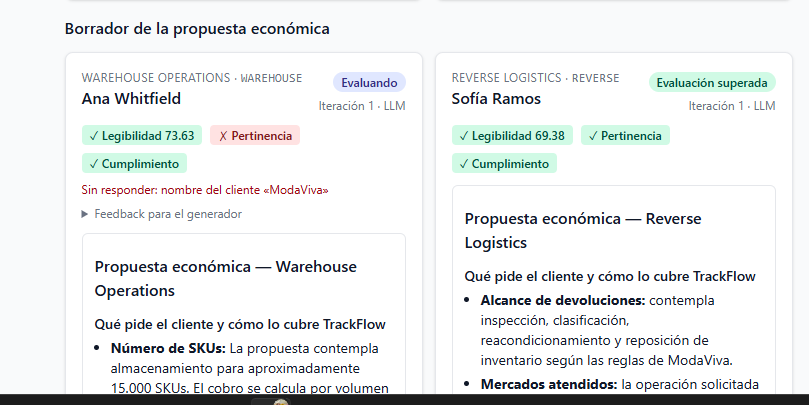 Borrador de la propuesta económica
WAREHOUSE OPERATIONS · WAREHOUSE
Evaluando
Ana Whitfield
Iteración 1 · LLM
✓ Legibilidad 73.63
✗ Pertinencia
✓ Cumplimiento
Sin responder: nombre del cliente «ModaViva»
▶ Feedback para el generador
Propuesta económica — Warehouse
Operations
Qué pide el cliente y cómo lo cubre TrackFlow
• Número de SKUs: La propuesta contempla
almacenamiento para aproximadamente
15.000 SKUs. El cobro se calcula por volumen
REVERSE LOGISTICS · REVERSE
Evaluación superada
Sofía Ramos
Iteración 1 · LLM
✓ Legibilidad 69.38
✓ Pertinencia
✓ Cumplimiento
Propuesta económica — Reverse
Logistics
Qué pide el cliente y cómo lo cubre TrackFlow
• Alcance de devoluciones: contempla
inspección, clasificación,
reacondicionamiento y reposición de
inventario según las reglas de ModaViva.
• Mercados atendidos: la operación solicitada